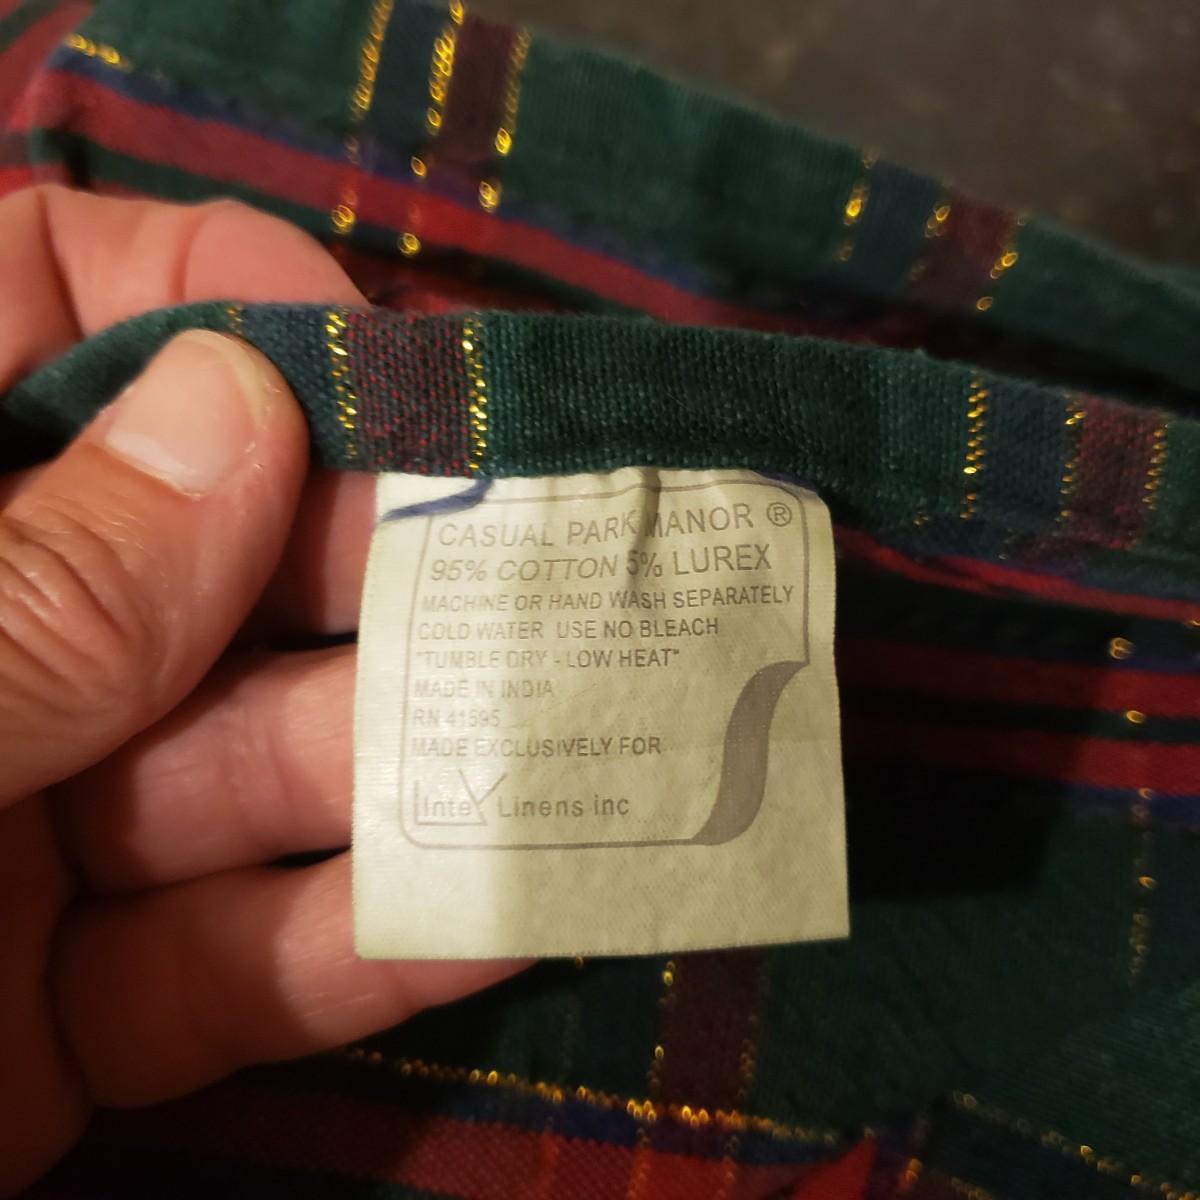 CASUAL PARK MANOR ®
95% COTTON 5% LUREX
MACHINE OR HAND WASH SEPARATELY
COLD WATER USE NO BLEACH
"TUMBLE DRY - LOW HEAT"
MADE IN INDIA
RN 41595
MADE EXCLUSIVELY FOR
Intex Linens inc